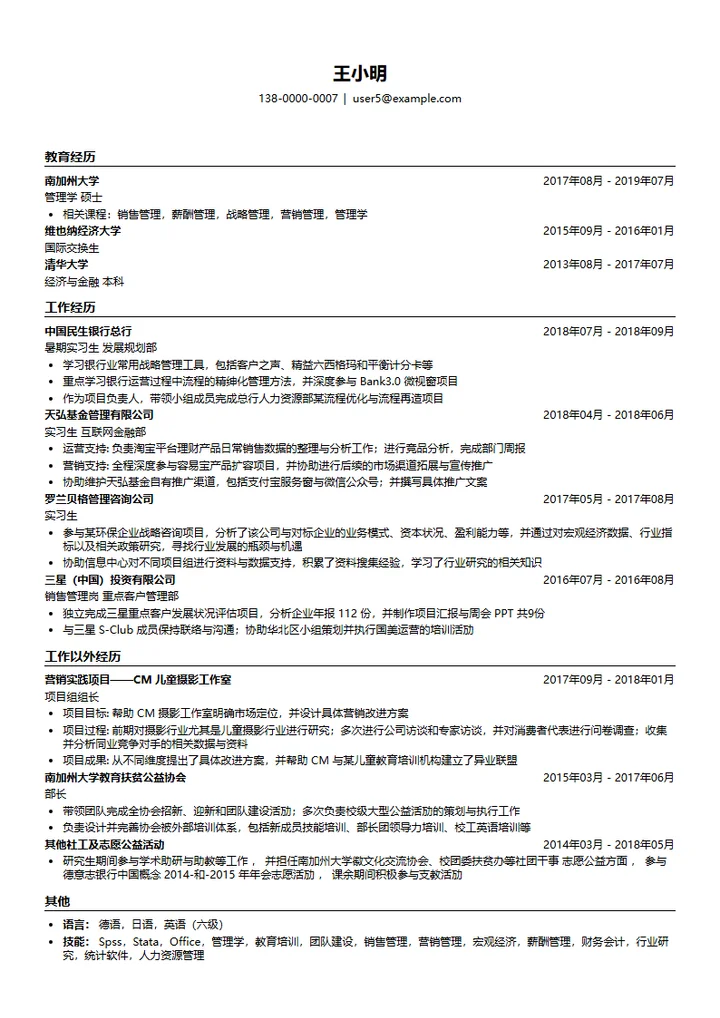 王小明
138-0000-0007 | user5@example.com
教育经历
南加州大学 2017年08月 - 2019年07月
管理学 硕士
• 相关课程：销售管理，薪酬管理，战略管理，营销管理，管理学
维也纳经济大学 2015年09月 - 2016年01月
国际交换生
清华大学 2013年08月 - 2017年07月
经济与金融 本科
工作经历
中国民生银行总行 2018年07月 - 2018年09月
暑期实习生 发展规划部
• 学习银行业常用战略管理工具，包括客户之声、精益六西格玛和平衡计分卡等
• 重点学习银行运营过程中流程的精绅化管理方法，并深度参与 Bank3.0 微视窗项目
• 作为项目负责人，带领小组成员完成总行人力资源部某流程优化与流程再造项目
天弘基金管理有限公司 2018年04月 - 2018年06月
实习生 互联网金融部
• 运营支持: 负责淘宝平台理财产品日常销售数据的整理与分析工作；进行竞品分析，完成部门周报
• 营销支持: 全程深度参与容易宝产品扩容项目，并协助进行后续的市场渠道拓展与宣传推广
• 协助维护天弘基金自有推广渠道，包括支付宝服务窗与微信公众号；并撰写具体推广文案
罗兰贝格管理咨询公司 2017年05月 - 2017年08月
实习生
• 参与某环保企业战略咨询项目，分析了该公司与对标企业的业务模式、资本状况、盈利能力等，并通过对宏观经济数据、行业指
标以及相关政策研究，寻找行业发展的瓶颈与机遇
• 协助信息中心对不同项目组进行资料与数据支持，积累了资料搜集经验，学习了行业研究的相关知识
三星（中国）投资有限公司 2016年07月 - 2016年08月
销售管理岗 重点客户管理部
• 独立完成三星重点客户发展状况评估项目，分析企业年报 112 份，并制作项目汇报与周会 PPT 共9份
• 与三星 S-Club 成员保持联络与沟通；协助华北区小组策划并执行国美运营的培训活动
工作以外经历
营销实践项目——CM 儿童摄影工作室 2017年09月 - 2018年01月
项目组组长
• 项目目标: 帮助 CM 摄影工作室明确市场定位，并设计具体营销改进方案
• 项目过程: 前期对摄影行业尤其是儿童摄影行业进行研究；多次进行公司访谈和专家访谈，并对消费者代表进行问卷调查；收集
并分析同业竞争对手的相关数据与资料
• 项目成果: 从不同维度提出了具体改进方案，并帮助 CM 与某儿童教育培训机构建立了异业联盟
南加州大学教育扶贫公益协会 2015年03月 - 2017年06月
部长
• 带领团队完成全协会招新、迎新和团队建设活动；多次负责校级大型公益活动的策划与执行工作
• 负责设计并完善协会被外部培训体系，包括新成员技能培训、部长团领导力培训、校工英语培训等
其他社工及志愿公益活动 2014年03月 - 2018年05月
• 研究生期间参与学术助研与助教等工作 ， 并担任南加州大学徽文化交流协会、校团委扶贫办等社团干事 志愿公益方面 ， 参与
德意志银行中国概念 2014-和-2015 年年会志愿活动 ， 课余期间积极参与支教活动
其他
• 语言： 德语，日语，英语（六级）
• 技能： Spss，Stata，Office，管理学，教育培训，团队建设，销售管理，营销管理，宏观经济，薪酬管理，财务会计，行业研
究，统计软件，人力资源管理